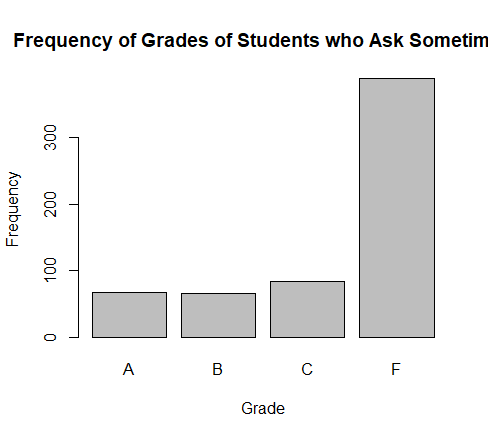 Frequency of Grades of Students who Ask Sometim
Frequency
300
200
100
0
A B C F
Grade